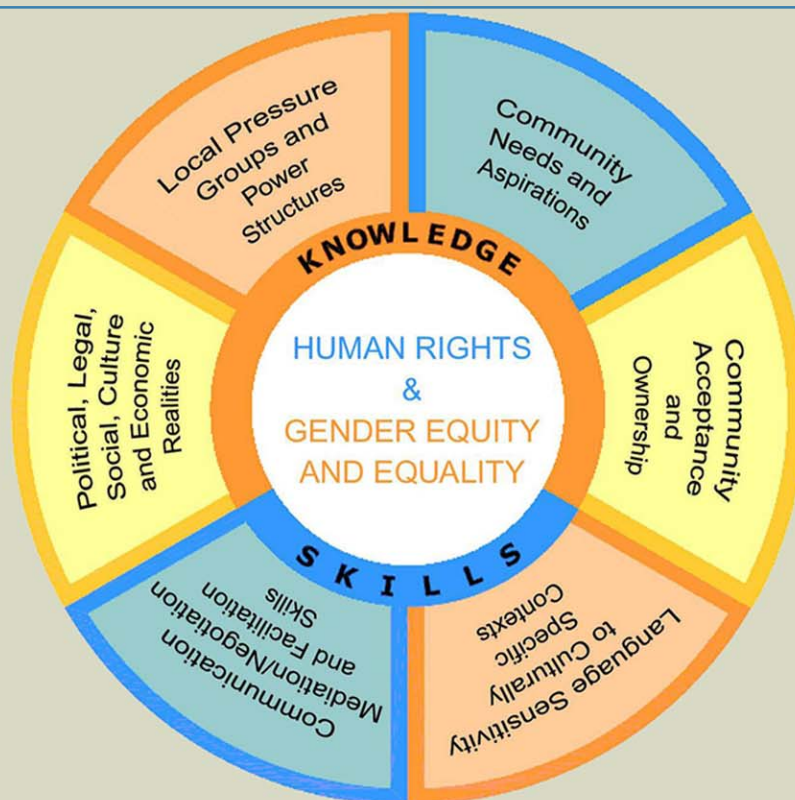 Local Pressure
Groups and
Power
Structures
Community
Needs and
Aspirations
Community
Acceptance
and
Ownership
Language Sensitivity
to Culturally
Specific
Contexts
Communication
Mediation/Negotiation
and Facilitation
Skills
Political, Legal,
Social, Culture
and Economic
Realities
KNOWLEDGE
HUMAN RIGHTS
&
GENDER EQUITY
AND EQUALITY
SKILLS